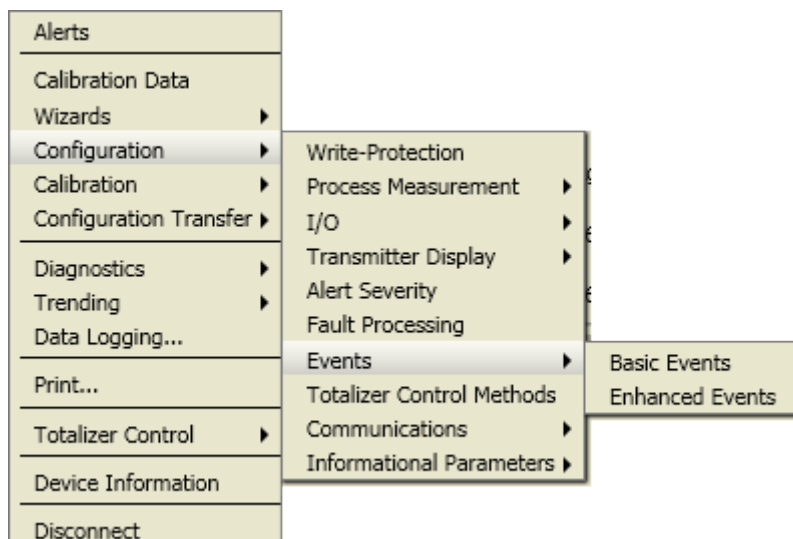 Alerts
Calibration Data
Wizards
Configuration
Calibration
Configuration Transfer
Diagnostics
Trending
Data Logging...
Print...
Totalizer Control
Device Information
Disconnect
Write-Protection
Process Measurement
I/O
Transmitter Display
Alert Severity
Fault Processing
Events
Totalizer Control Methods
Communications
Informational Parameters
Basic Events
Enhanced Events